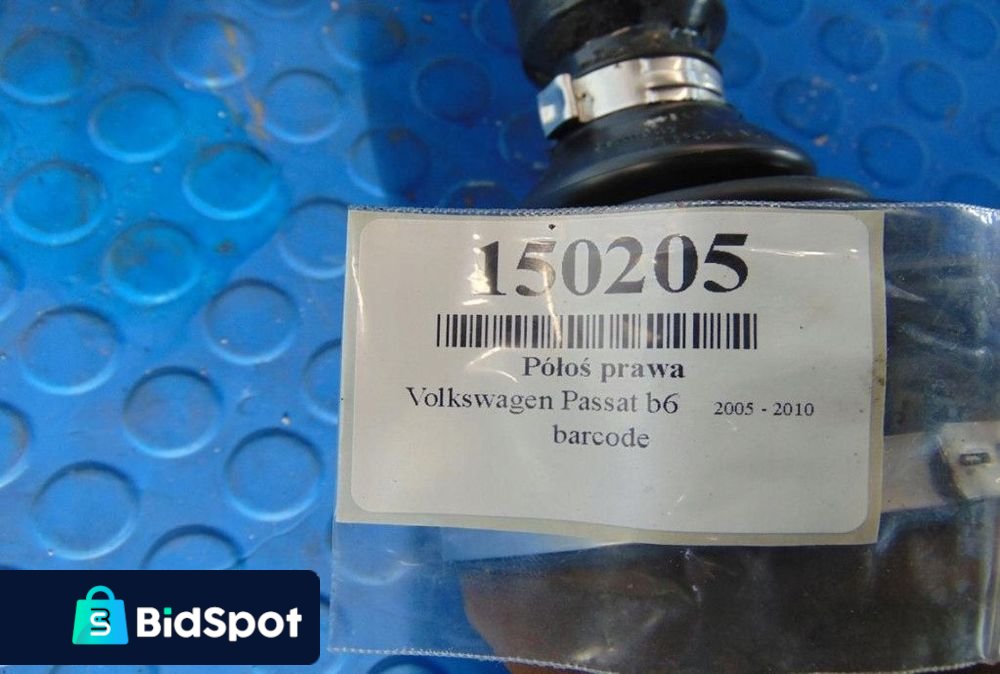 150205
Półoś prawa
Volkswagen Passat b6 2005 - 2010
barcode
BidSpot